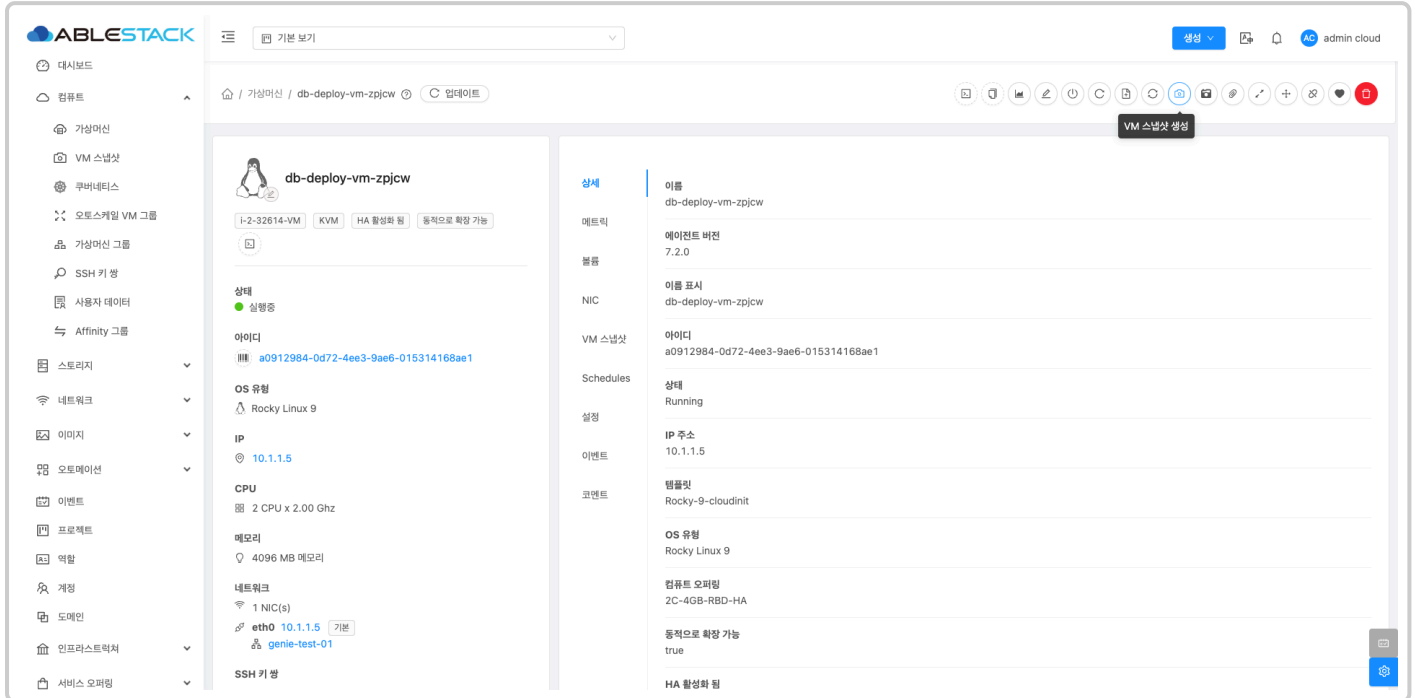 ABLESTACK
기본 보기
생성
AC admin cloud
대시보드
컴퓨트
가상머신
VM 스냅샷
쿠버네티스
오토스케일 VM 그룹
가상머신 그룹
SSH 키 쌍
사용자 데이터
Affinity 그룹
스토리지
네트워크
이미지
오토메이션
이벤트
프로젝트
역할
계정
도메인
인프라스트럭쳐
서비스 오퍼링
/ 가상머신 / db-deploy-vm-zpjcw 업데이트
VM 스냅샷 생성
db-deploy-vm-zpjcw
i-2-32614-VM KVM HA 활성화 됨 동적으로 확장 가능
상태
실행중
아이디
a0912984-0d72-4ee3-9ae6-015314168ae1
OS 유형
Rocky Linux 9
IP
10.1.1.5
CPU
2 CPU x 2.00 Ghz
메모리
4096 MB 메모리
네트워크
1 NIC(s)
eth0 10.1.1.5 기본
genie-test-01
SSH 키 쌍
상세
메트릭
볼륨
NIC
VM 스냅샷
Schedules
설정
이벤트
코멘트
이름
db-deploy-vm-zpjcw
에이전트 버전
7.2.0
이름 표시
db-deploy-vm-zpjcw
아이디
a0912984-0d72-4ee3-9ae6-015314168ae1
상태
Running
IP 주소
10.1.1.5
템플릿
Rocky-9-cloudinit
OS 유형
Rocky Linux 9
컴퓨트 오퍼링
2C-4GB-RBD-HA
동적으로 확장 가능
true
HA 활성화 됨